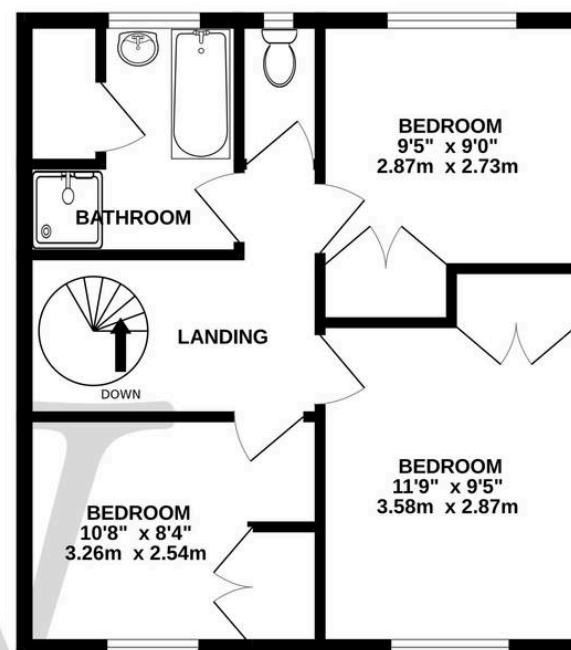 BEDROOM
9'5" x 9'0"
2.87m x 2.73m
BATHROOM
LANDING
DOWN
BEDROOM
11'9" x 9'5"
3.58m x 2.87m
BEDROOM
10'8" x 8'4"
3.26m x 2.54m